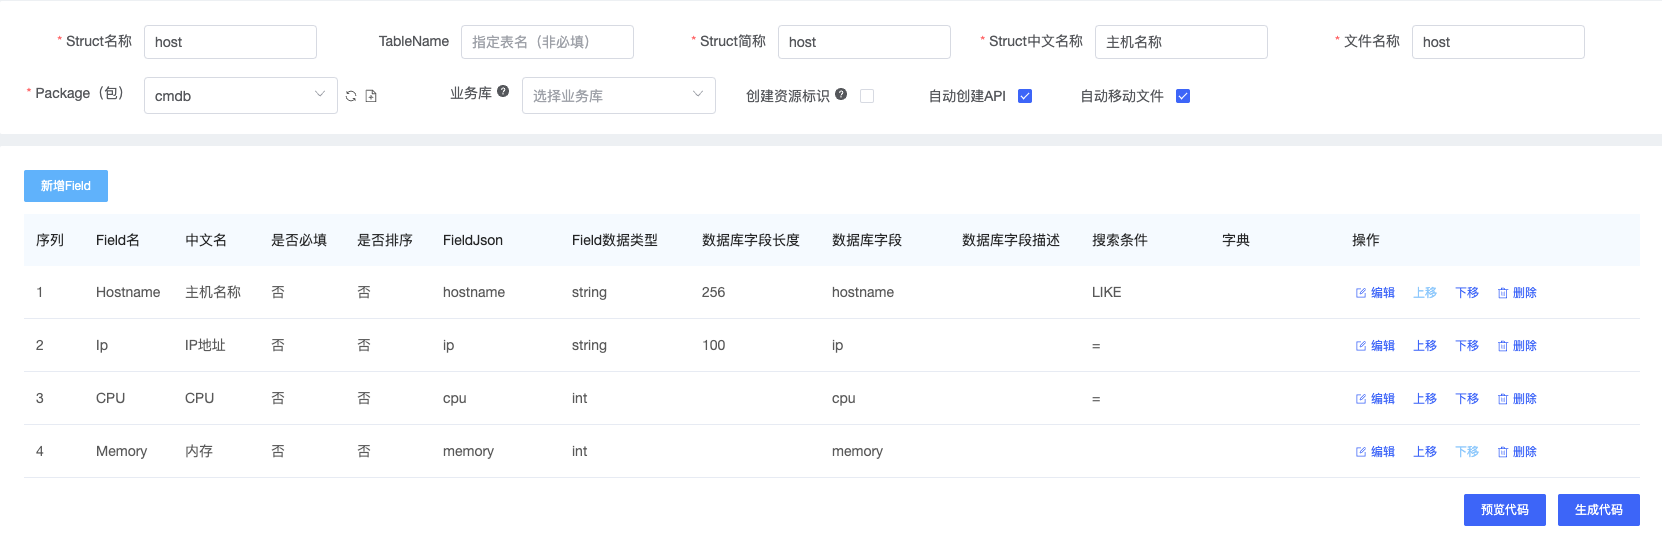 * Struct名称 host TableName 指定表名（非必填） * Struct简称 host * Struct中文名称 主机名称 * 文件名称 host
* Package（包） cmdb 业务库 ? 选择业务库 创建资源标识 ? 自动创建API 自动移动文件
新增Field
序列 Field名 中文名 是否必填 是否排序 FieldJson Field数据类型 数据库字段长度 数据库字段 数据库字段描述 搜索条件 字典 操作
1 Hostname 主机名称 否 否 hostname string 256 hostname LIKE 编辑 上移 下移 删除
2 Ip IP地址 否 否 ip string 100 ip = 编辑 上移 下移 删除
3 CPU CPU 否 否 cpu int cpu = 编辑 上移 下移 删除
4 Memory 内存 否 否 memory int memory 编辑 上移 下移 删除
预览代码 生成代码